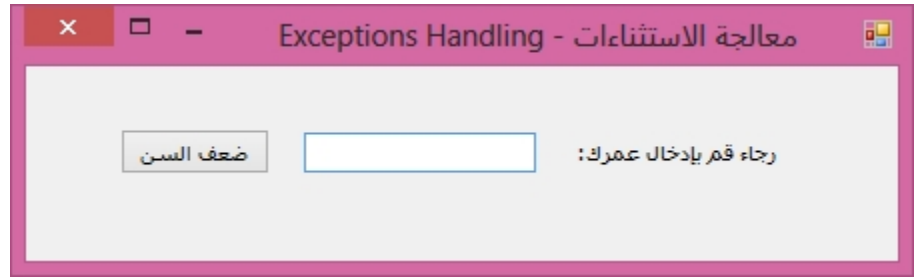 معالجة الاستثناءات - Exceptions Handling
رجاء قم بإدخال عمرك:
ضعف السن